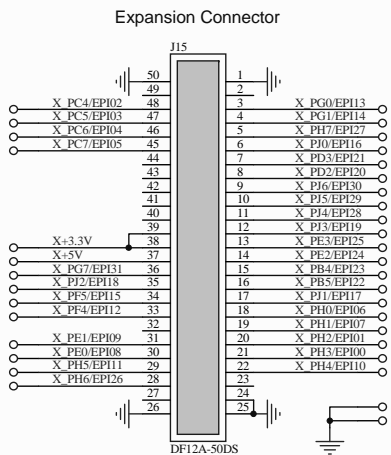 Expansion Connector
J15
50 1
49 2
X_PC4/EPI02 48 3 X_PG0/EPI13
X_PC5/EPI03 47 4 X_PG1/EPI14
X_PC6/EPI04 46 5 X_PH7/EPI27
X_PC7/EPI05 45 6 X_PJ0/EPI16
44 7 X_PD3/EPI21
43 8 X_PD2/EPI20
42 9 X_PJ6/EPI30
41 10 X_PJ5/EPI29
40 11 X_PJ4/EPI28
39 12 X_PJ3/EPI19
X+3.3V 38 13 X_PE3/EPI25
X+5V 37 14 X_PE2/EPI24
X_PG7/EPI31 36 15 X_PB4/EPI23
X_PJ2/EPI18 35 16 X_PB5/EPI22
X_PF5/EPI15 34 17 X_PJ1/EPI17
X_PF4/EPI12 33 18 X_PH0/EPI06
32 19 X_PH1/EPI07
X_PE1/EPI09 31 20 X_PH2/EPI01
X_PE0/EPI08 30 21 X_PH3/EPI00
X_PH5/EPI11 29 22 X_PH4/EPI10
X_PH6/EPI26 28 23
27 24
26 25
DF12A-50DS